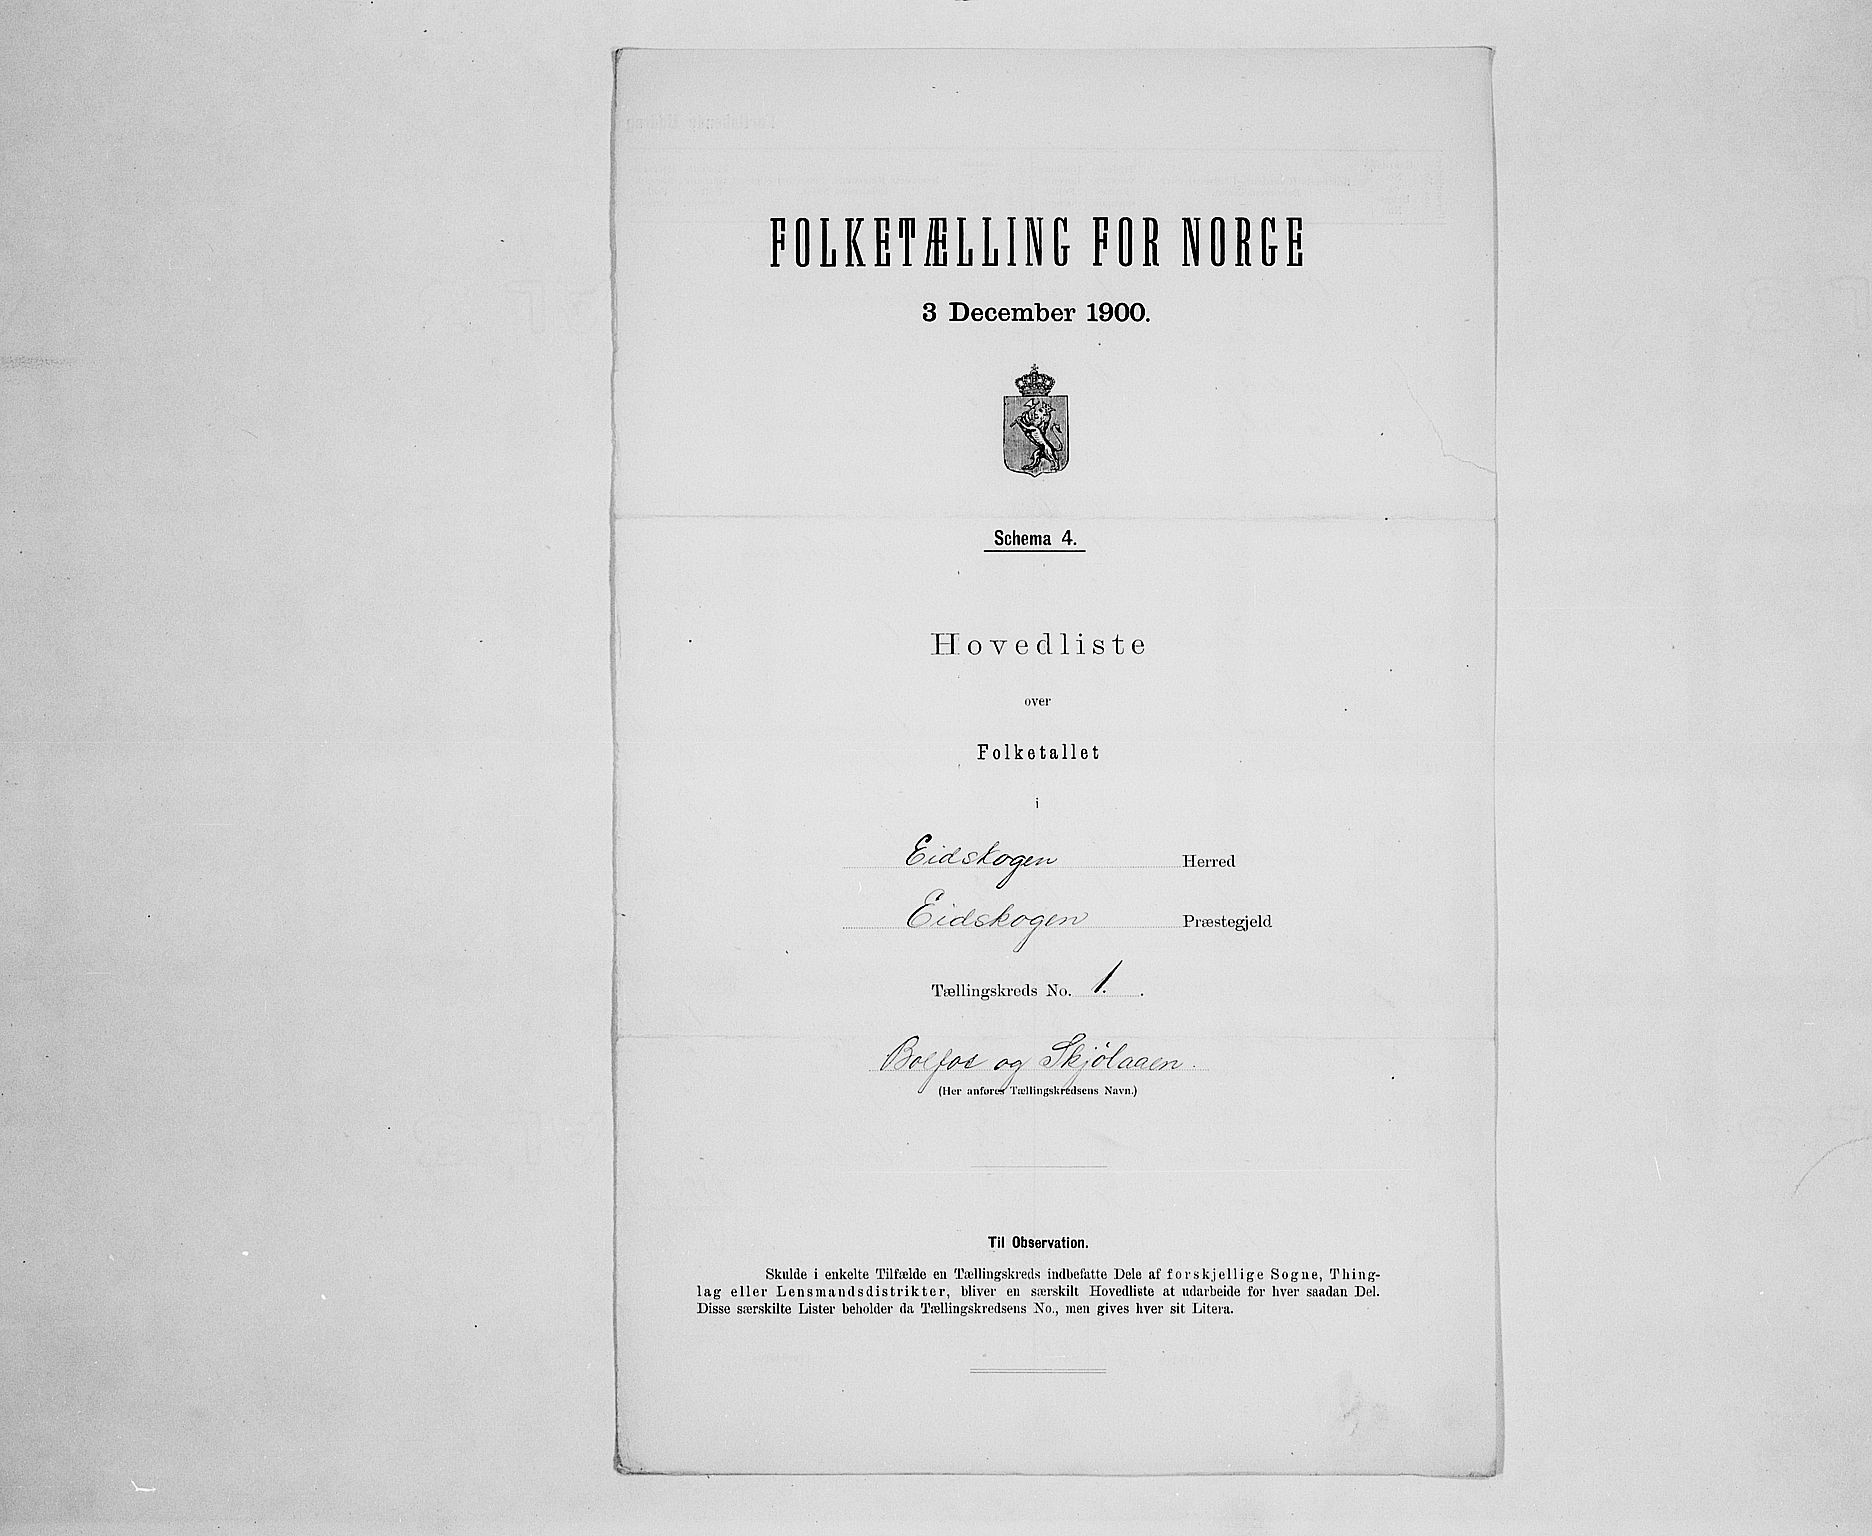 FOLKETÆLLING FOR NORGE
3 December 1900.
Schema 4.
Hovedliste
over
Folketallet
i
Eidskogen Herred
Eidskogen Præstegjeld
Tællingskreds No. 1.
og Skjölaaen.
(Her anføres Tællingskredsens Navn.)
Til Observation.
Skulde i enkelte Tilfælde en Tællingskreds indbefatte Dele af forskjellige Sogne, Thing-
lag eller Lensmandsdistrikter, bliver en særskilt Hovedliste at udarbeide for hver saadan Del.
Disse særskilte Lister beholder da Tællingskredsens No., men gives hver sit Litera.